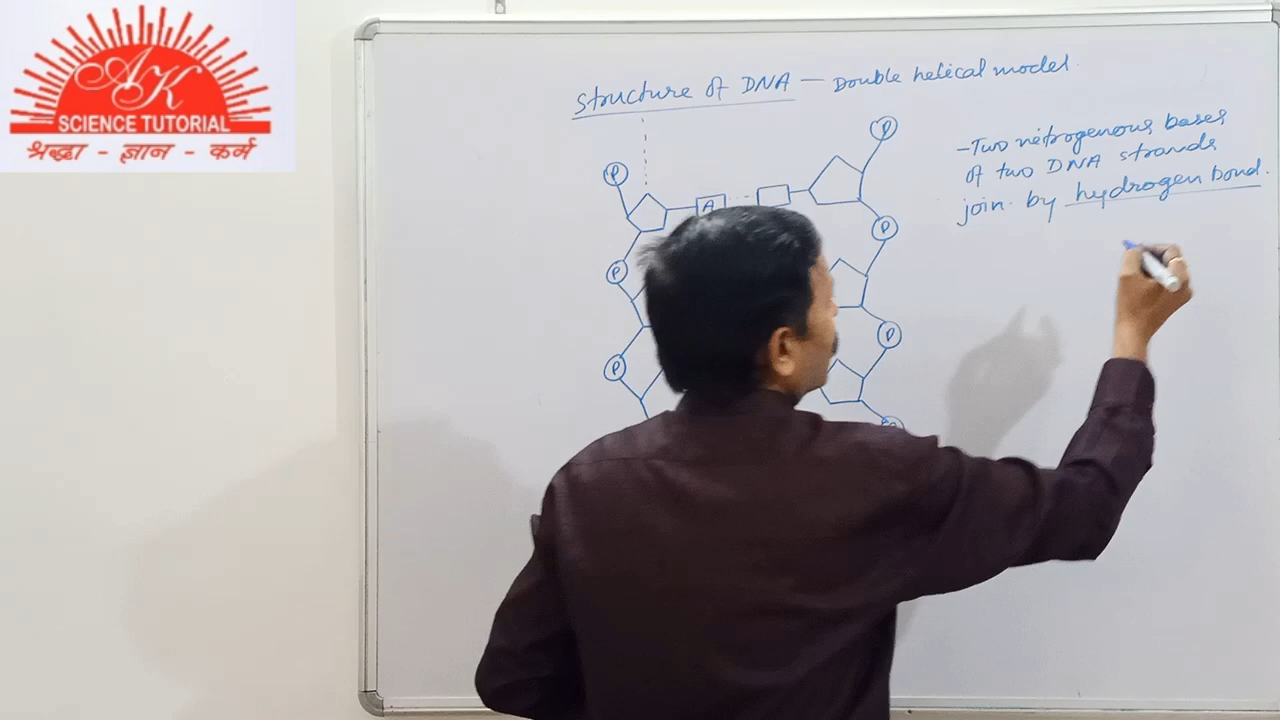 AK
SCIENCE TUTORIAL
श्रद्धा - ज्ञान - कर्म
Structure of DNA — Double helical model.
- Two nitrogenous bases
of two DNA strands
join by hydrogen bond.
P
P
A
P
P
P
P